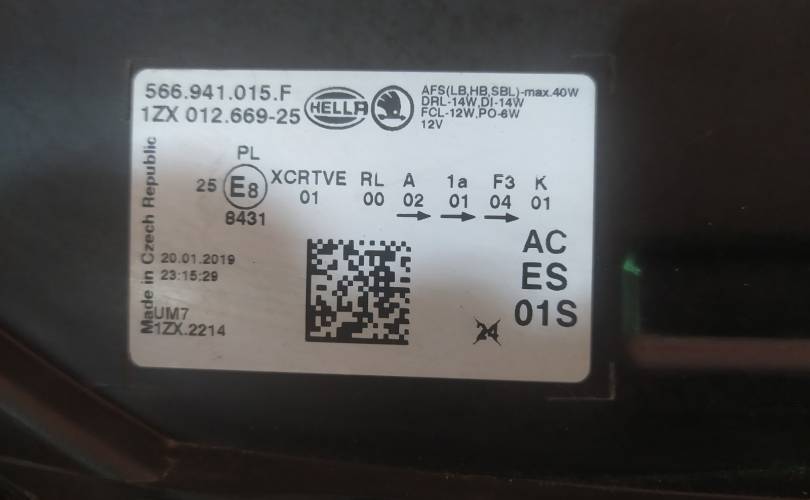 566.941.015.F
1ZX 012.669-25
HELLA
AFS(LB,HB,SBL)-max.40W
DRL-14W,DI-14W
FCL-12W,PO-6W
12V
Made in Czech Republic
PL
25 E8 XCRTVE RL A 1a F3 K
01 00 02 01 04 01
8431
→ → →
20.01.2019
23:15:29
AC
ES
01S
UM7
1ZX.2214
24